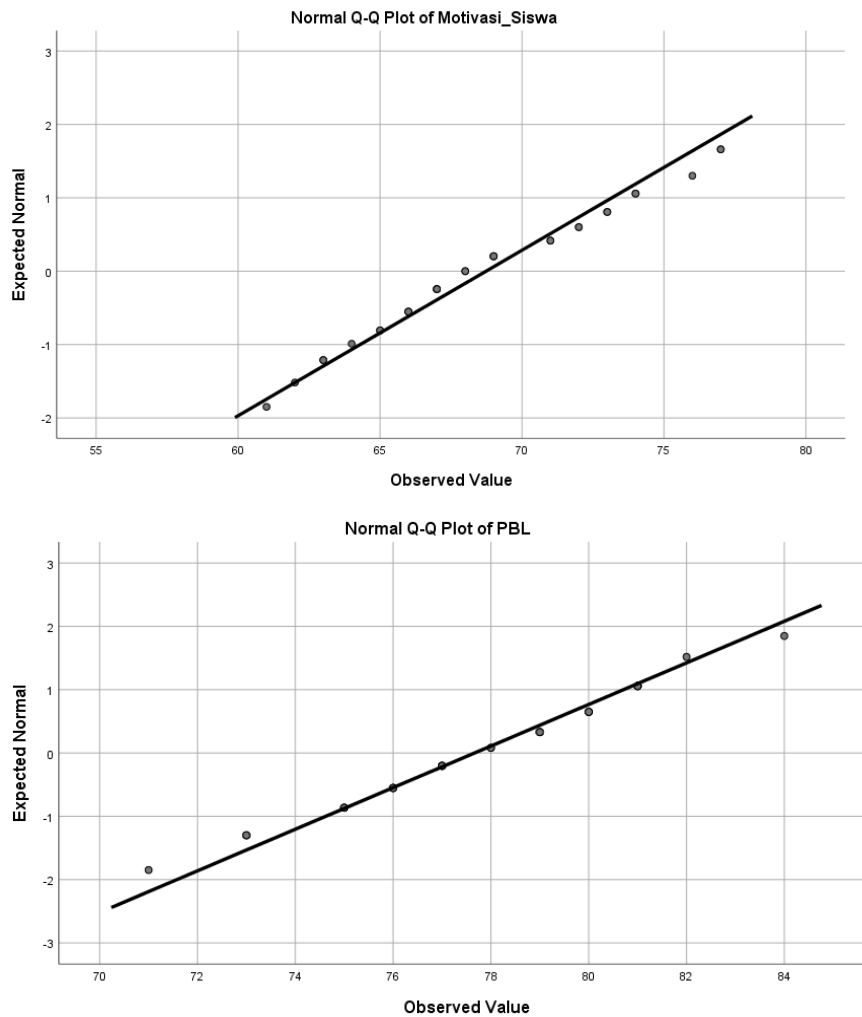 Normal Q-Q Plot of Motivasi_Siswa
3
2
1
0
-1
-2
Expected Normal
55 60 65 70 75 80
Observed Value
Normal Q-Q Plot of PBL
3
2
1
0
-1
-2
-3
Expected Normal
70 72 74 76 78 80 82 84
Observed Value